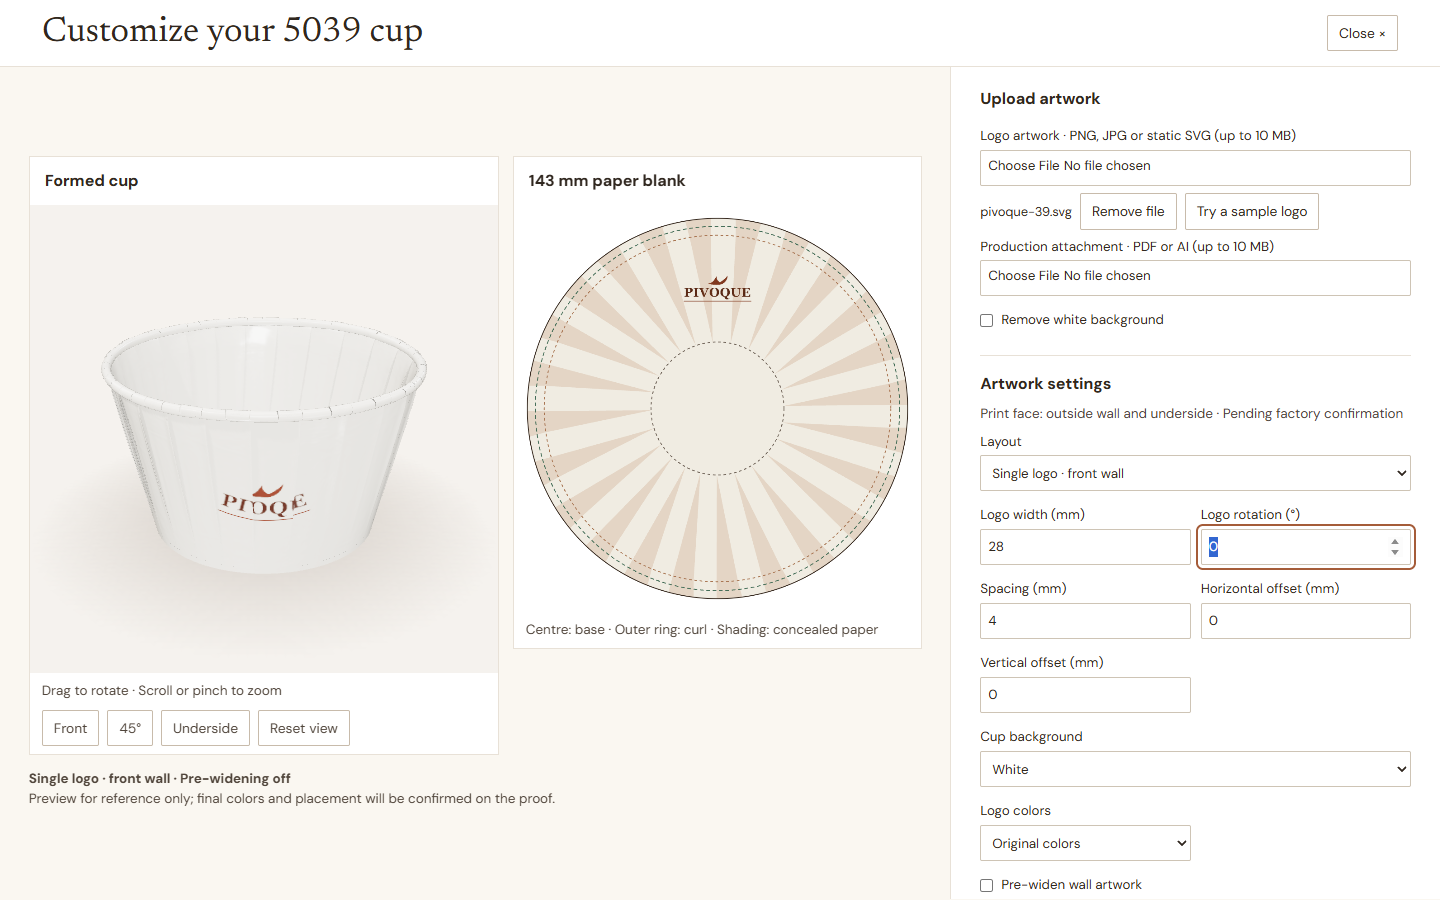 Customize your 5039 cup
Close ×
Formed cup
PIVOQE
Drag to rotate · Scroll or pinch to zoom
Front
45°
Underside
Reset view
Single logo · front wall · Pre-widening off
Preview for reference only; final colors and placement will be confirmed on the proof.
143 mm paper blank
PIVOQUE
Centre: base · Outer ring: curl · Shading: concealed paper
Upload artwork
Logo artwork · PNG, JPG or static SVG (up to 10 MB)
Choose File No file chosen
pivoque-39.svg
Remove file
Try a sample logo
Production attachment · PDF or AI (up to 10 MB)
Choose File No file chosen
Remove white background
Artwork settings
Print face: outside wall and underside · Pending factory confirmation
Layout
Single logo · front wall
Logo width (mm)
28
Logo rotation (°)
0
Spacing (mm)
4
Horizontal offset (mm)
0
Vertical offset (mm)
0
Cup background
White
Logo colors
Original colors
Pre-widen wall artwork